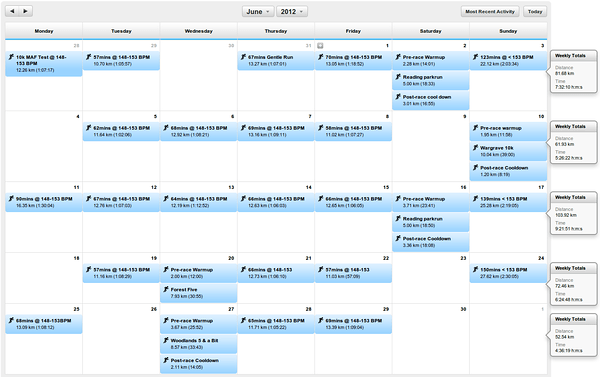 June 2012 Most Recent Activity Today
Monday Tuesday Wednesday Thursday Friday Saturday Sunday
28 29 30 31 1 2 3
10k MAF Test @ 148-
153 BPM
12.26 km (1:07:17)
57mins @ 148-153 BPM
10.70 km (1:05:57)
67mins Gentle Run
13.27 km (1:07:01)
70mins @ 148-153 BPM
13.05 km (1:18:52)
Pre-race Warmup
2.28 km (14:01)
Reading parkrun
5.00 km (18:33)
Post-race cool down
3.01 km (16:55)
123mins @ < 153 BPM
22.12 km (2:03:34)
Weekly Totals
Distance
81.68 km
Time
7:32:10 h:m:s
4 5 6 7 8 9 10
62mins @ 148-153 BPM
11.64 km (1:02:06)
68mins @ 148-153 BPM
12.92 km (1:08:21)
69mins @ 148-153 BPM
13.16 km (1:09:11)
58mins @ 148-153 BPM
11.02 km (1:07:27)
Pre-race warmup
1.95 km (11:58)
Wargrave 10k
10.04 km (39:00)
Post-race Cooldown
1.20 km (8:19)
Weekly Totals
Distance
61.93 km
Time
5:26:22 h:m:s
11 12 13 14 15 16 17
90mins @ 148-153 BPM
16.35 km (1:30:04)
67mins @ 148-153 BPM
12.76 km (1:07:03)
64mins @ 148-153 BPM
12.19 km (1:12:52)
66mins @ 148-153 BPM
12.63 km (1:06:03)
66mins @ 148-153 BPM
12.65 km (1:06:05)
Pre-race Warmup
3.71 km (23:41)
Reading parkrun
5.00 km (18:50)
Post-race Cooldown
3.36 km (18:08)
139mins < 153 BPM
25.28 km (2:19:05)
Weekly Totals
Distance
103.92 km
Time
9:21:51 h:m:s
18 19 20 21 22 23 24
57mins @ 148-153 BPM
11.16 km (1:08:29)
Pre-race Warmup
2.00 km (12:00)
Forest Five
7.93 km (30:55)
66mins @ 148-153 BPM
12.73 km (1:06:10)
57mins @ 148-153
11.03 km (57:09)
150mins < 153 BPM
27.62 km (2:30:05)
Weekly Totals
Distance
72.46 km
Time
6:24:48 h:m:s
25 26 27 28 29 30 1
68mins @ 148-153BPM
13.09 km (1:08:12)
Pre-race Warmup
3.67 km (25:52)
Woodlands 5 & a Bit
8.57 km (33:43)
Post-race Cooldown
2.11 km (14:05)
65mins @ 148-153 BPM
11.71 km (1:05:22)
69mins @ 148-153 BPM
13.39 km (1:09:04)
Weekly Totals
Distance
52.54 km
Time
4:36:19 h:m:s